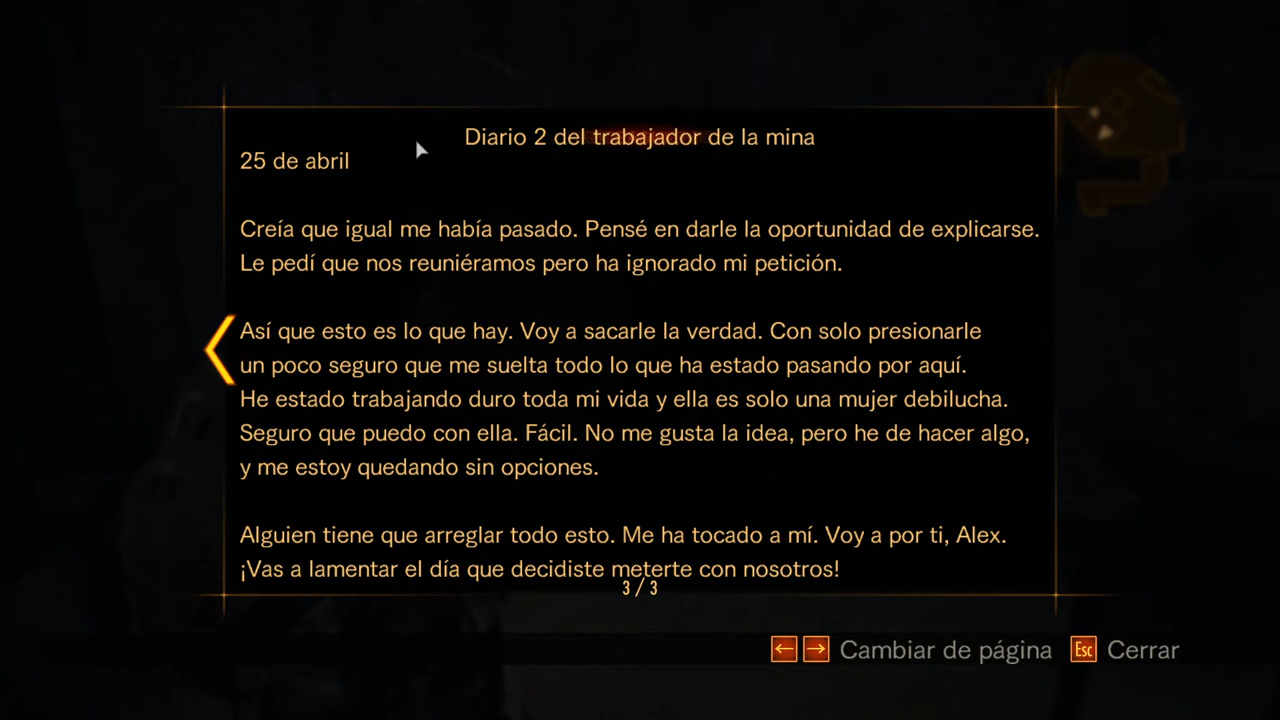 Diario 2 del trabajador de la mina
25 de abril
Creía que igual me había pasado. Pensé en darle la oportunidad de explicarse.
Le pedí que nos reuniéramos pero ha ignorado mi petición.
Así que esto es lo que hay. Voy a sacarle la verdad. Con solo presionarle
un poco seguro que me suelta todo lo que ha estado pasando por aquí.
He estado trabajando duro toda mi vida y ella es solo una mujer debilucha.
Seguro que puedo con ella. Fácil. No me gusta la idea, pero he de hacer algo,
y me estoy quedando sin opciones.
Alguien tiene que arreglar todo esto. Me ha tocado a mí. Voy a por ti, Alex.
¡Vas a lamentar el día que decidiste meterte con nosotros!
3 / 3
← → Cambiar de página Esc Cerrar